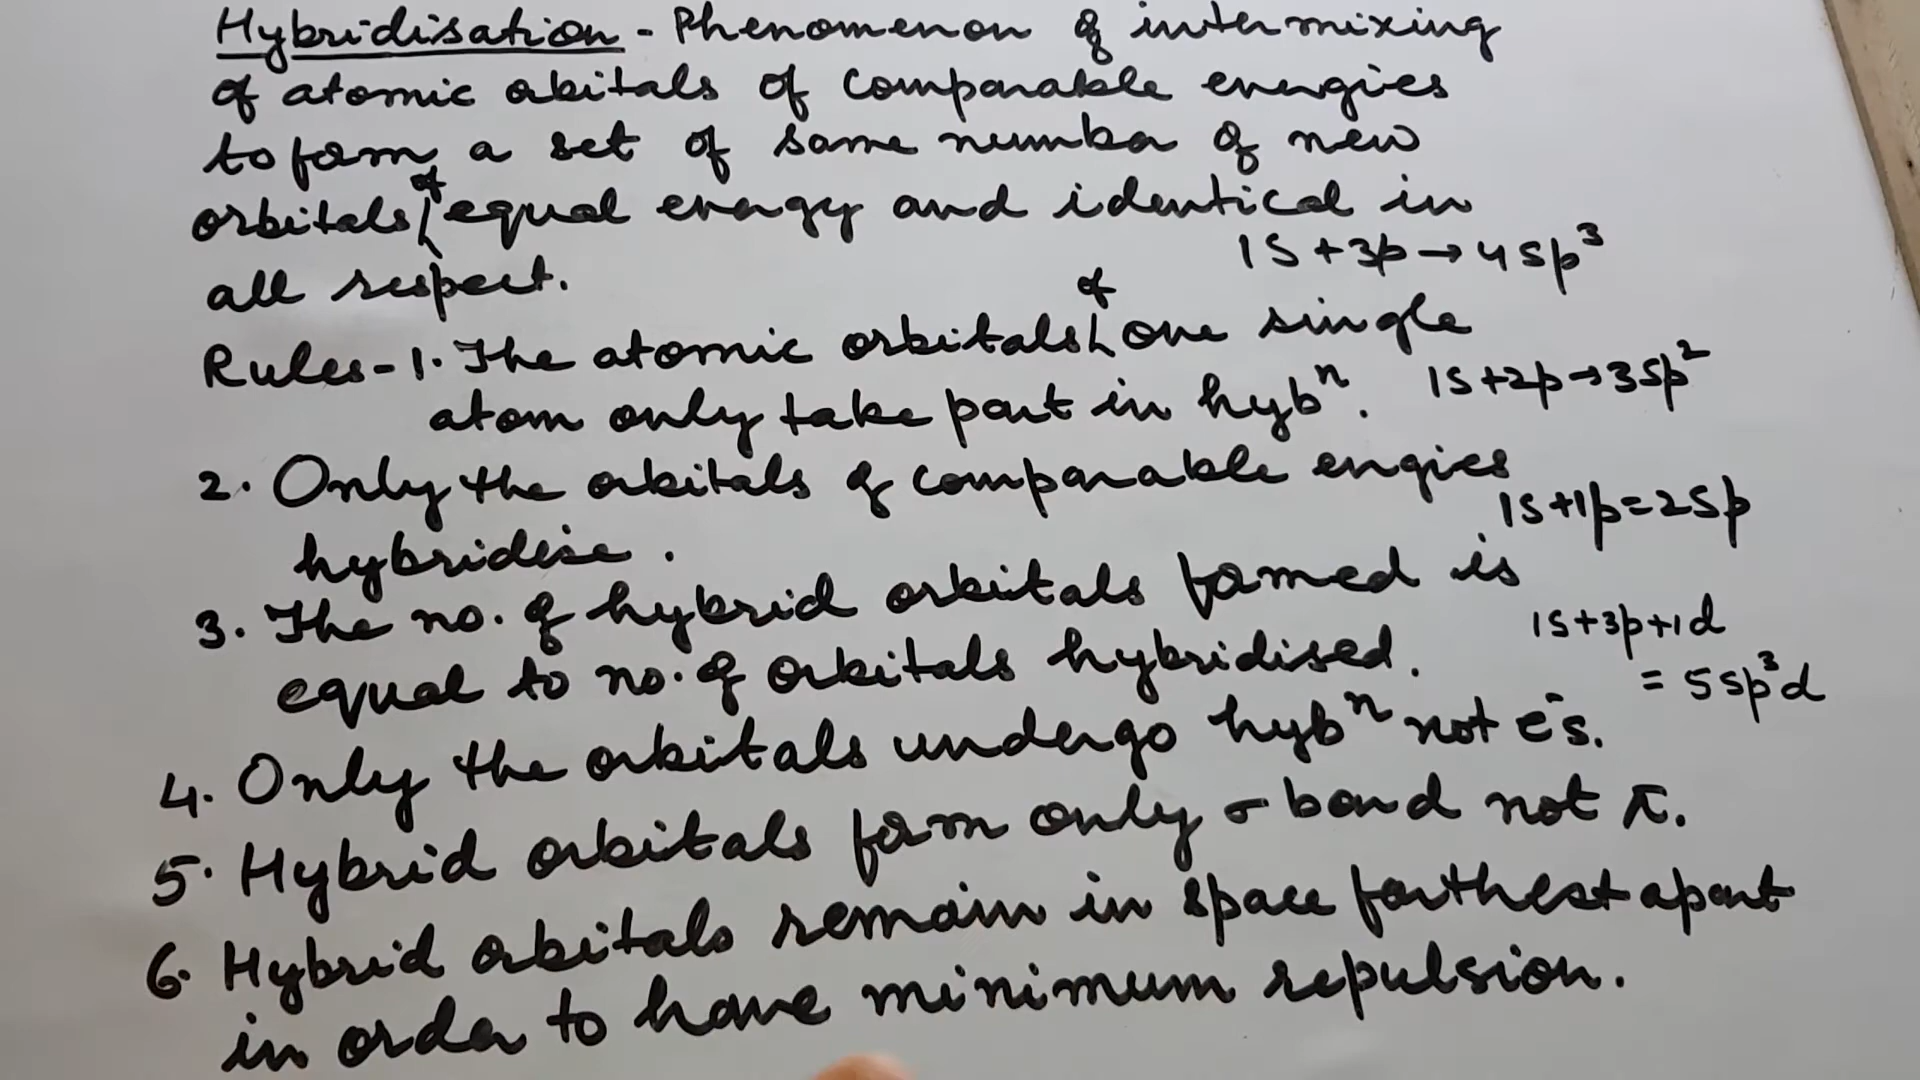 Hybridisation - Phenomenon of intermixing
of atomic orbitals of comparable energies
to form a set of same number of new
orbitals of equal energy and identical in
all respect.
1S + 3p → 4 sp³
Rules - 1. The atomic orbitals of one single
atom only take part in hybⁿ.
1S + 2p → 3sp²
2. Only the orbitals of comparable engies
hybridise.
1S + 1p = 2Sp
3. The no. of hybrid orbitals formed is
equal to no. of orbitals hybridised.
1S + 3p + 1d
= 5 sp³d
4. Only the orbitals undergo hybⁿ not e⁻s.
5. Hybrid orbitals form only σ bond not π.
6. Hybrid orbitals remain in space farthest apart
in order to have minimum repulsion.